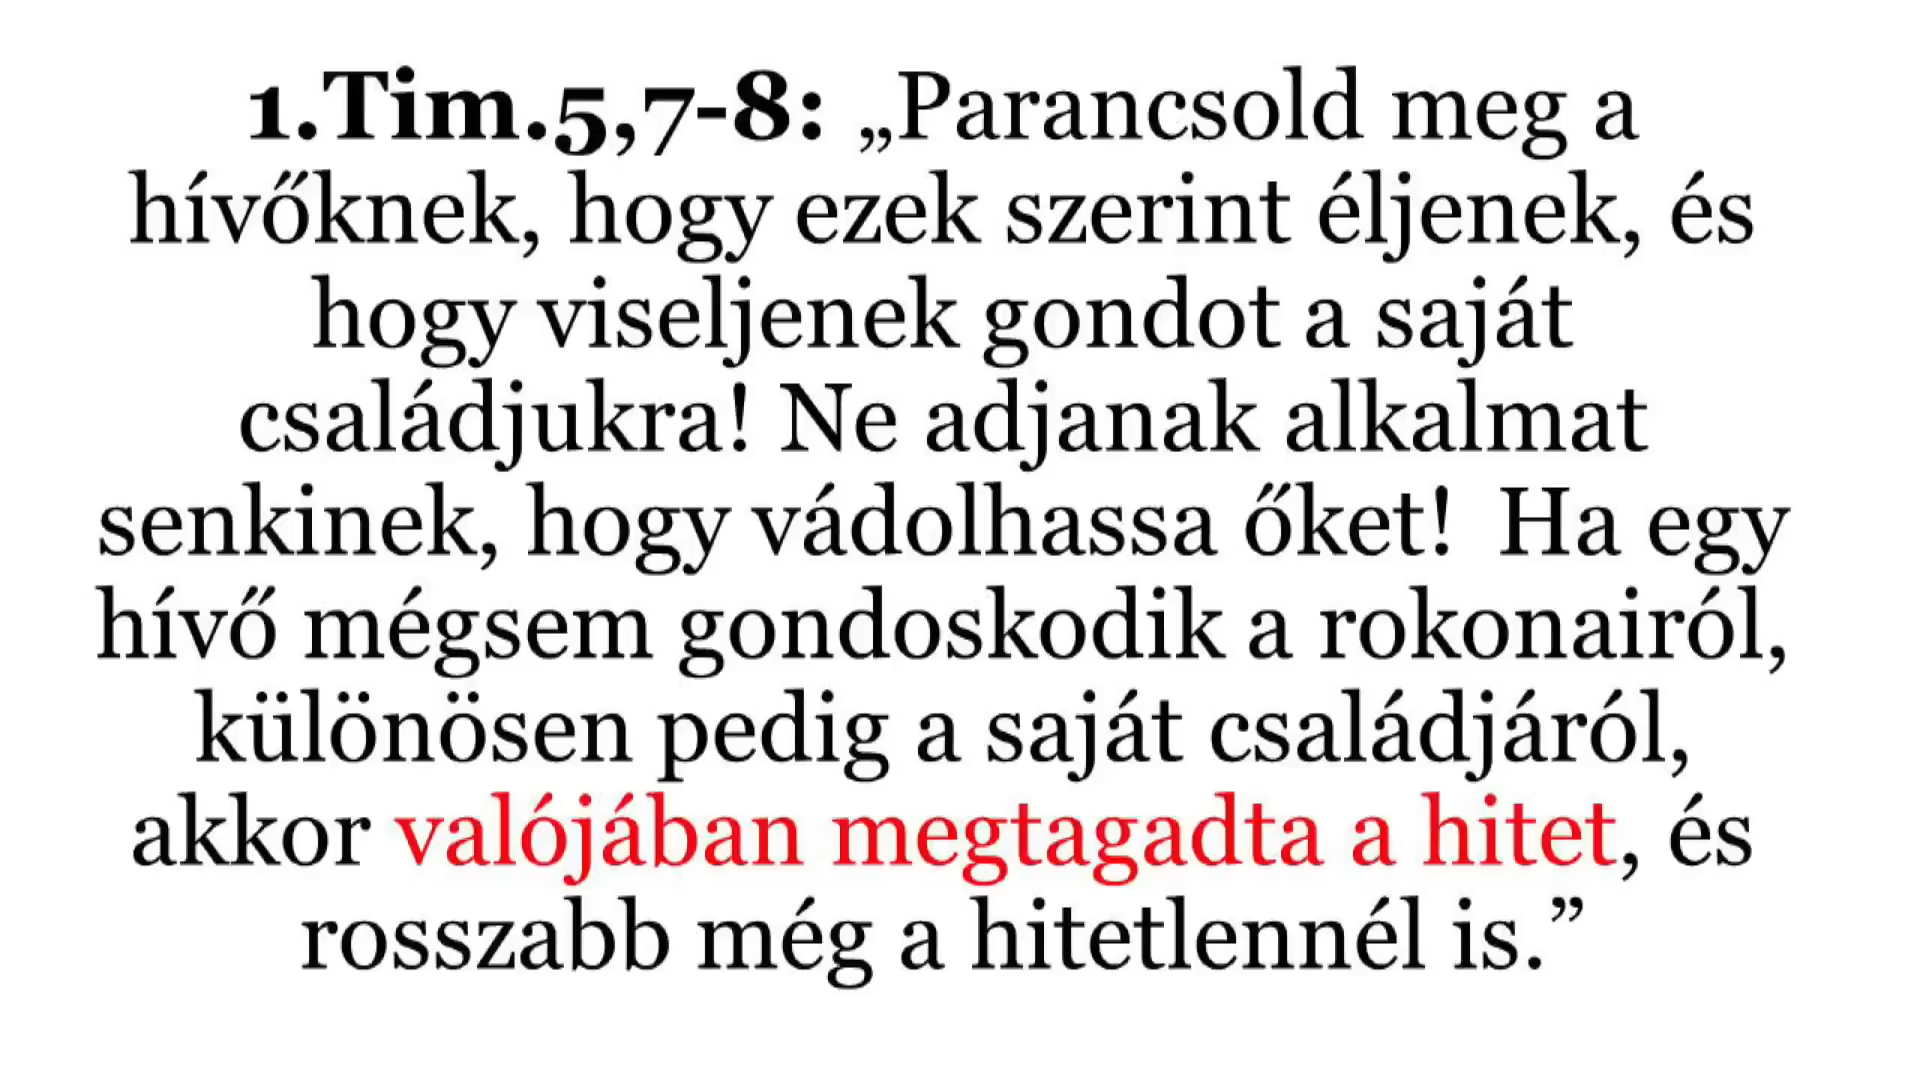 1.Tim.5,7-8: „Parancsold meg a
hívőknek, hogy ezek szerint éljenek, és
hogy viseljenek gondot a saját
családjukra! Ne adjanak alkalmat
senkinek, hogy vádolhassa őket!  Ha egy
hívő mégsem gondoskodik a rokonairól,
különösen pedig a saját családjáról,
akkor valójában megtagadta a hitet, és
rosszabb még a hitetlennél is.”